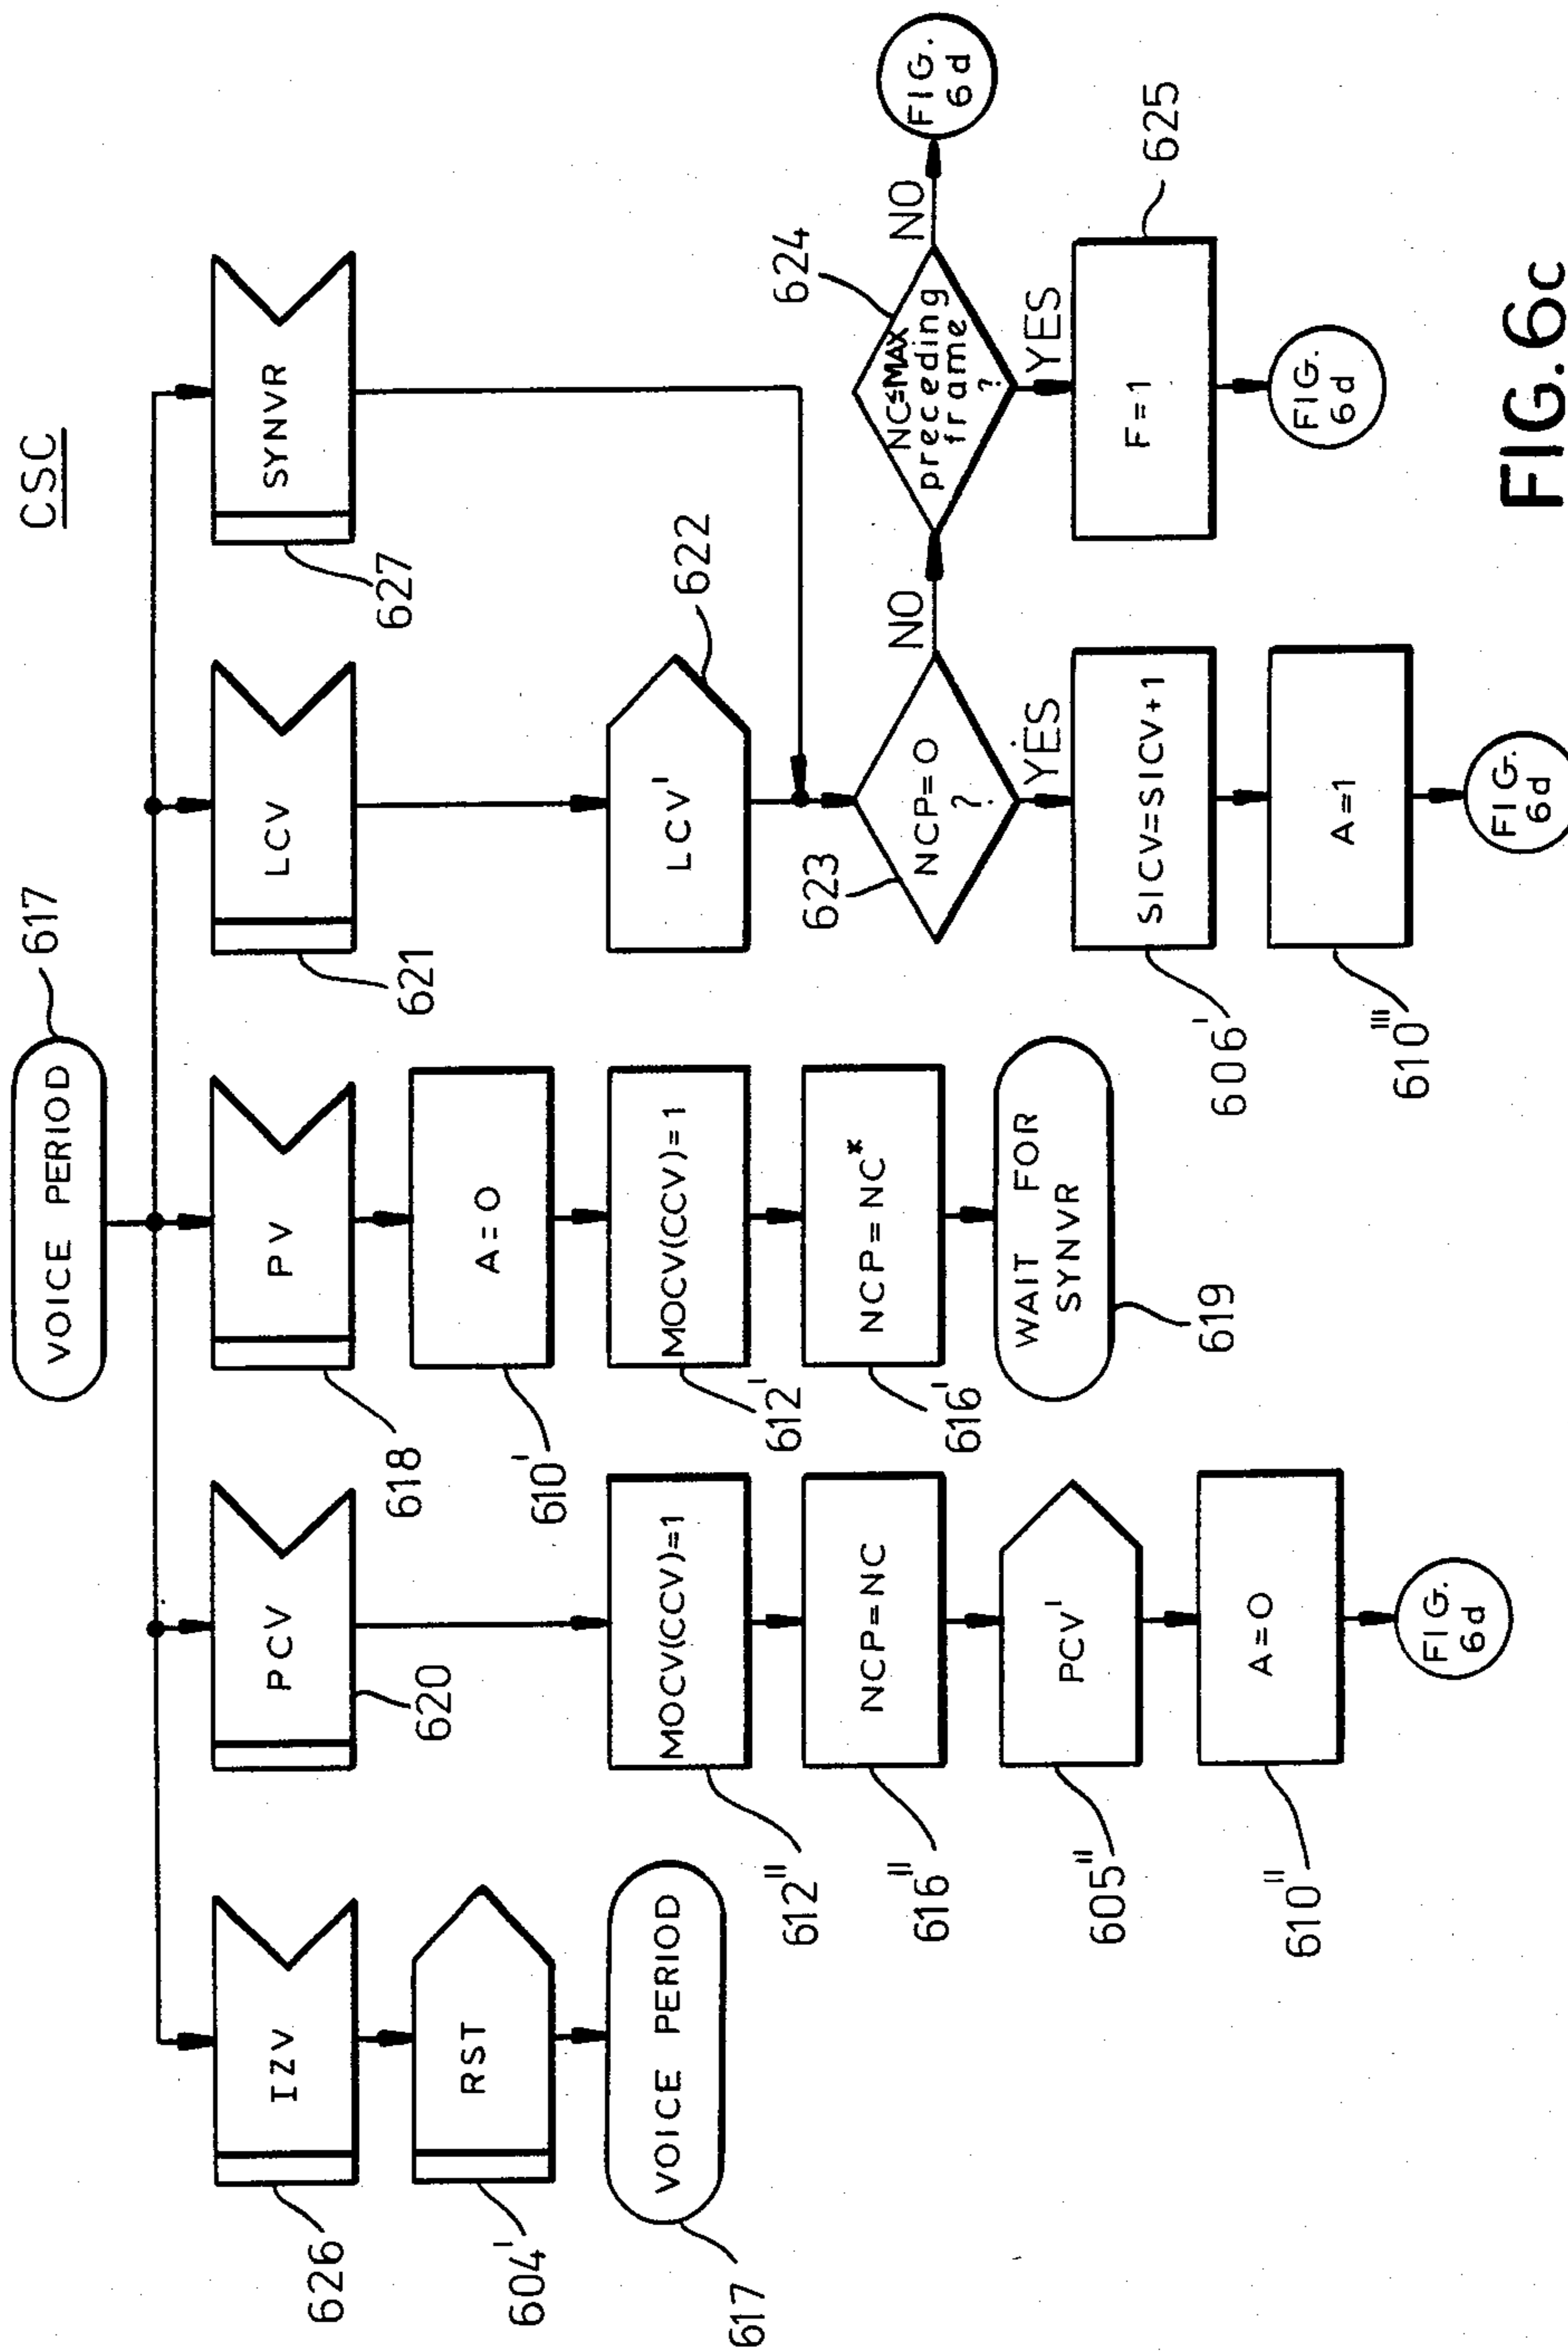 CSC
VOICE PERIOD
617
IZV
626
RST
604'
VOICE PERIOD
617
PCV
620
MOCV(CCV)=1
612"
NCP=NC
616"
PCV'
605"
A=0
610"
FIG.
6d
PV
618
A=0
610'
MOCV(CCV)=1
612'
NCP=NC*
616'
WAIT FOR
SYNVR
619
LCV
621
LCV'
622
NCP=0
?
623
YES
NO
SICV=SICV+1
606'
A=1
610'''
FIG.
6d
SYNVR
627
NC≤MAX
preceding
frame
?
624
NO
FIG.
6d
YES
F=1
625
FIG.
6d
FIG.6c